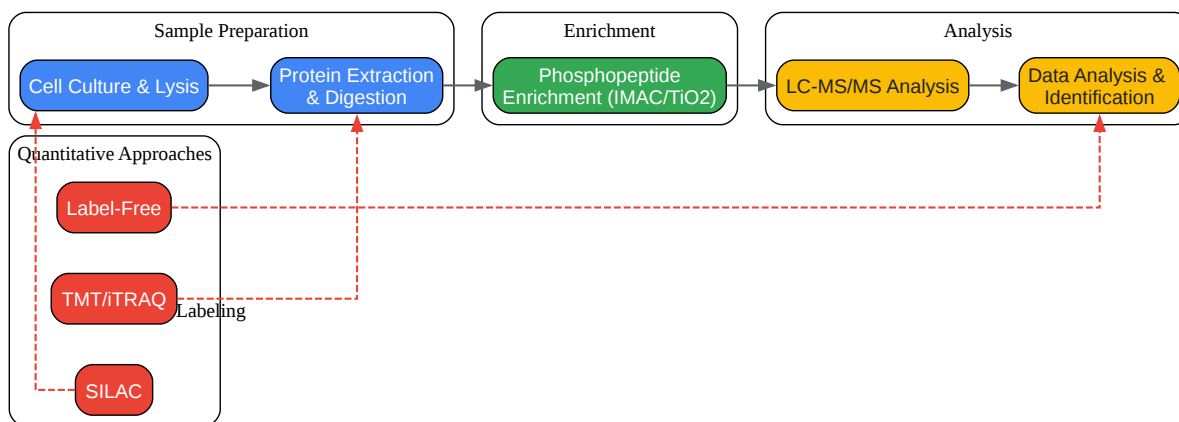 Sample Preparation
Enrichment
Analysis
Cell Culture & Lysis
Protein Extraction
& Digestion
Phosphopeptide
Enrichment (IMAC/TiO2)
LC-MS/MS Analysis
Data Analysis &
Identification
Quantitative Approaches
Label-Free
TMT/iTRAQ
Labeling
SILAC